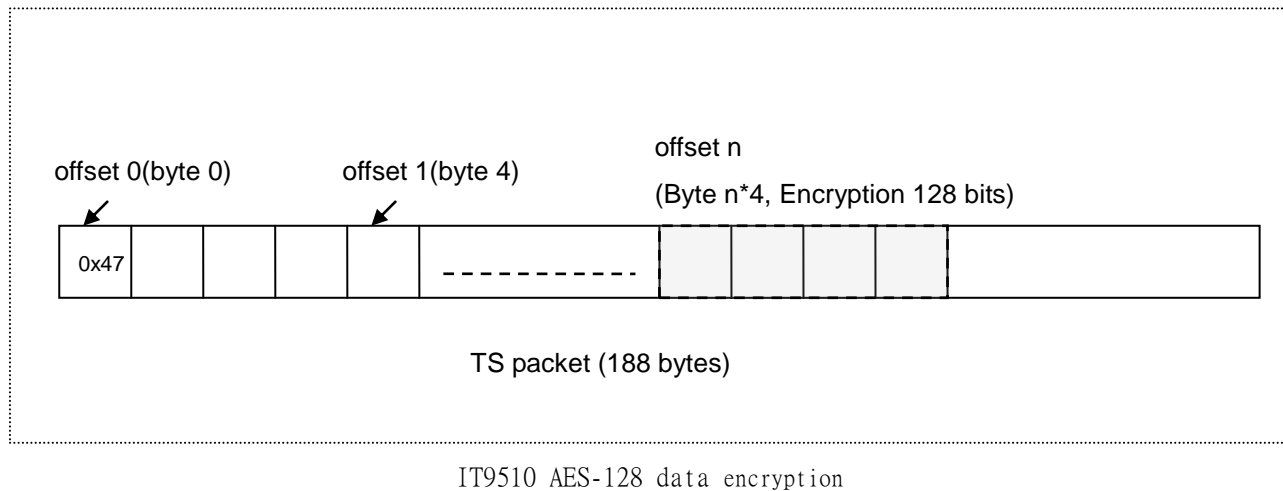 offset n
offset 0(byte 0)
offset 1(byte 4)
(Byte n*4, Encryption 128 bits)
0x47
TS packet (188 bytes)
IT9510 AES-128 data encryption